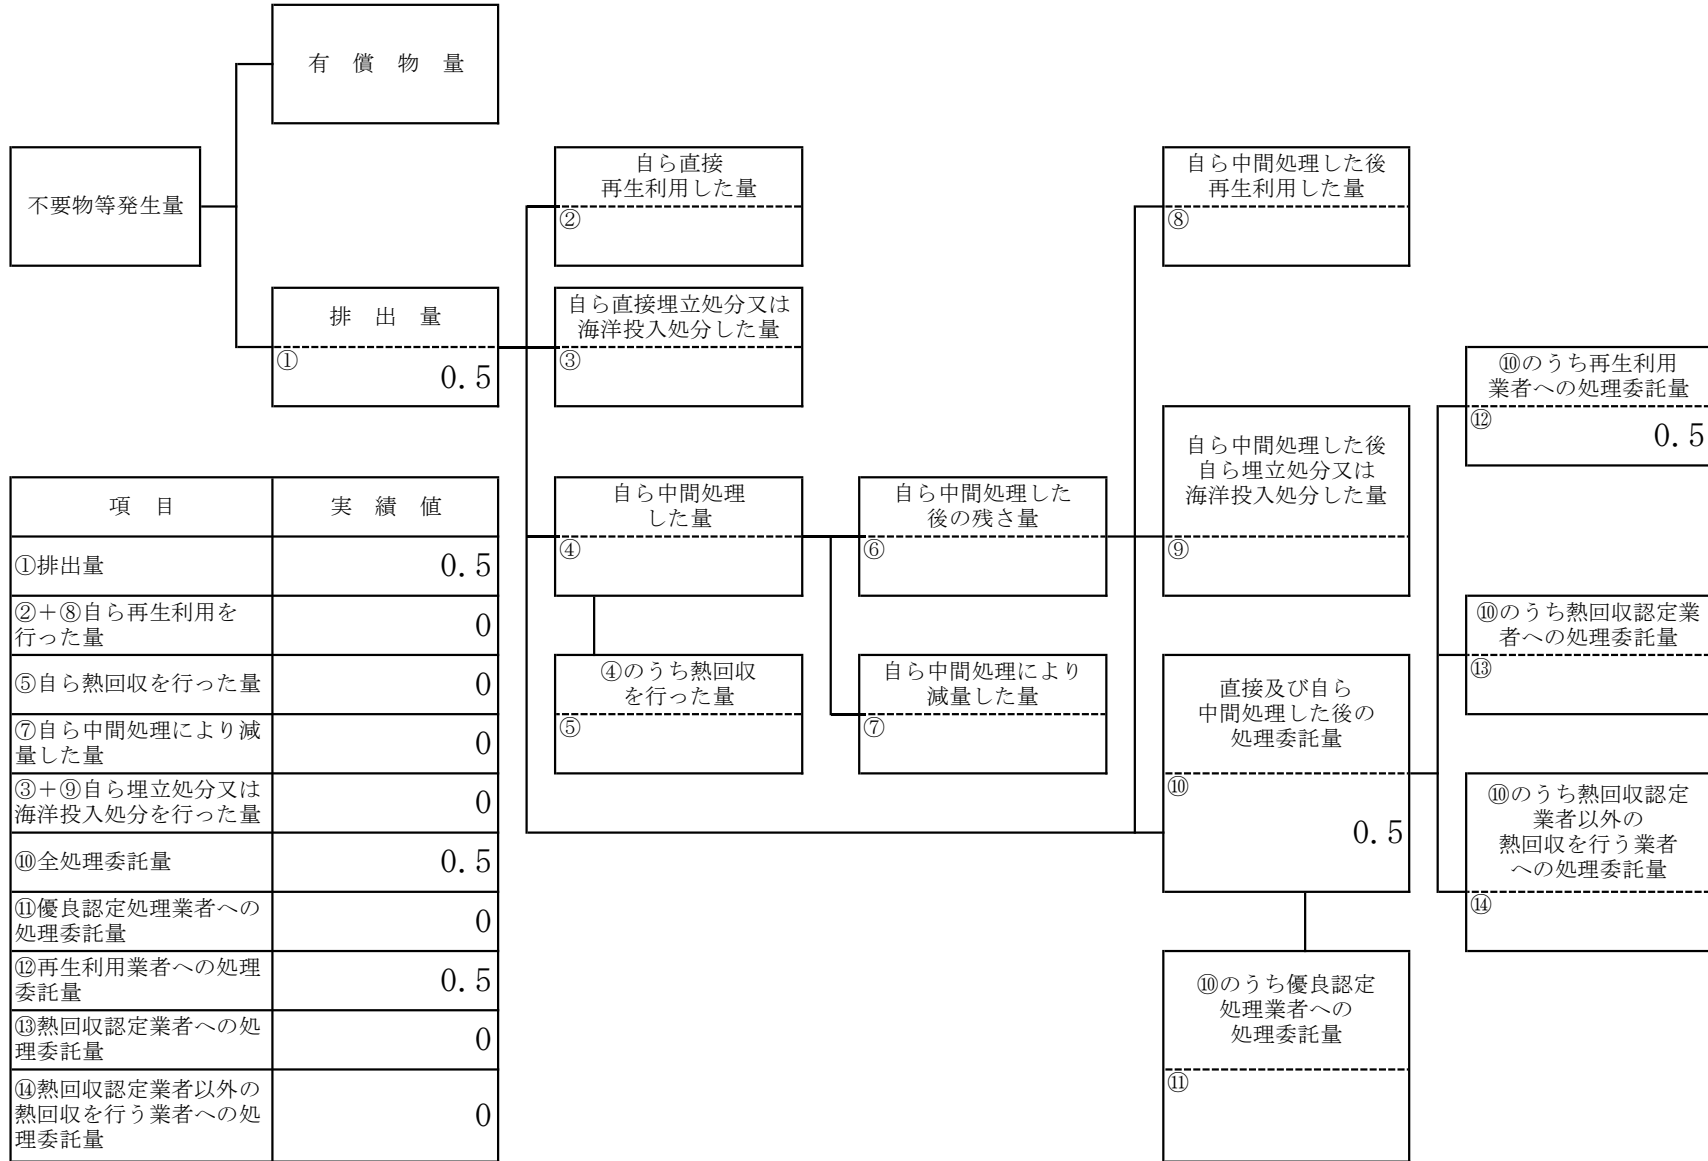 有　償　物　量
不要物等発生量
自ら直接
再生利用した量
②
自ら中間処理した後
再生利用した量
⑧
排　出　量
①
0.5
自ら直接埋立処分又は
海洋投入処分した量
③
⑩のうち再生利用
業者への処理委託量
⑫
0.5
自ら中間処理した後
自ら埋立処分又は
海洋投入処分した量
⑨
自ら中間処理
した量
④
自ら中間処理した
後の残さ量
⑥
⑩のうち熱回収認定業
者への処理委託量
⑬
④のうち熱回収
を行った量
⑤
自ら中間処理により
減量した量
⑦
直接及び自ら
中間処理した後の
処理委託量
⑩
0.5
⑩のうち熱回収認定
業者以外の
熱回収を行う業者
への処理委託量
⑭
⑩のうち優良認定
処理業者への
処理委託量
⑪
項　目　実　績　値
①排出量　0.5
②＋⑧自ら再生利用を
行った量　0
⑤自ら熱回収を行った量　0
⑦自ら中間処理により減
量した量　0
③＋⑨自ら埋立処分又は
海洋投入処分を行った量　0
⑩全処理委託量　0.5
⑪優良認定処理業者への
処理委託量　0
⑫再生利用業者への処理
委託量　0.5
⑬熱回収認定業者への処
理委託量　0
⑭熱回収認定業者以外の
熱回収を行う業者への処
理委託量　0